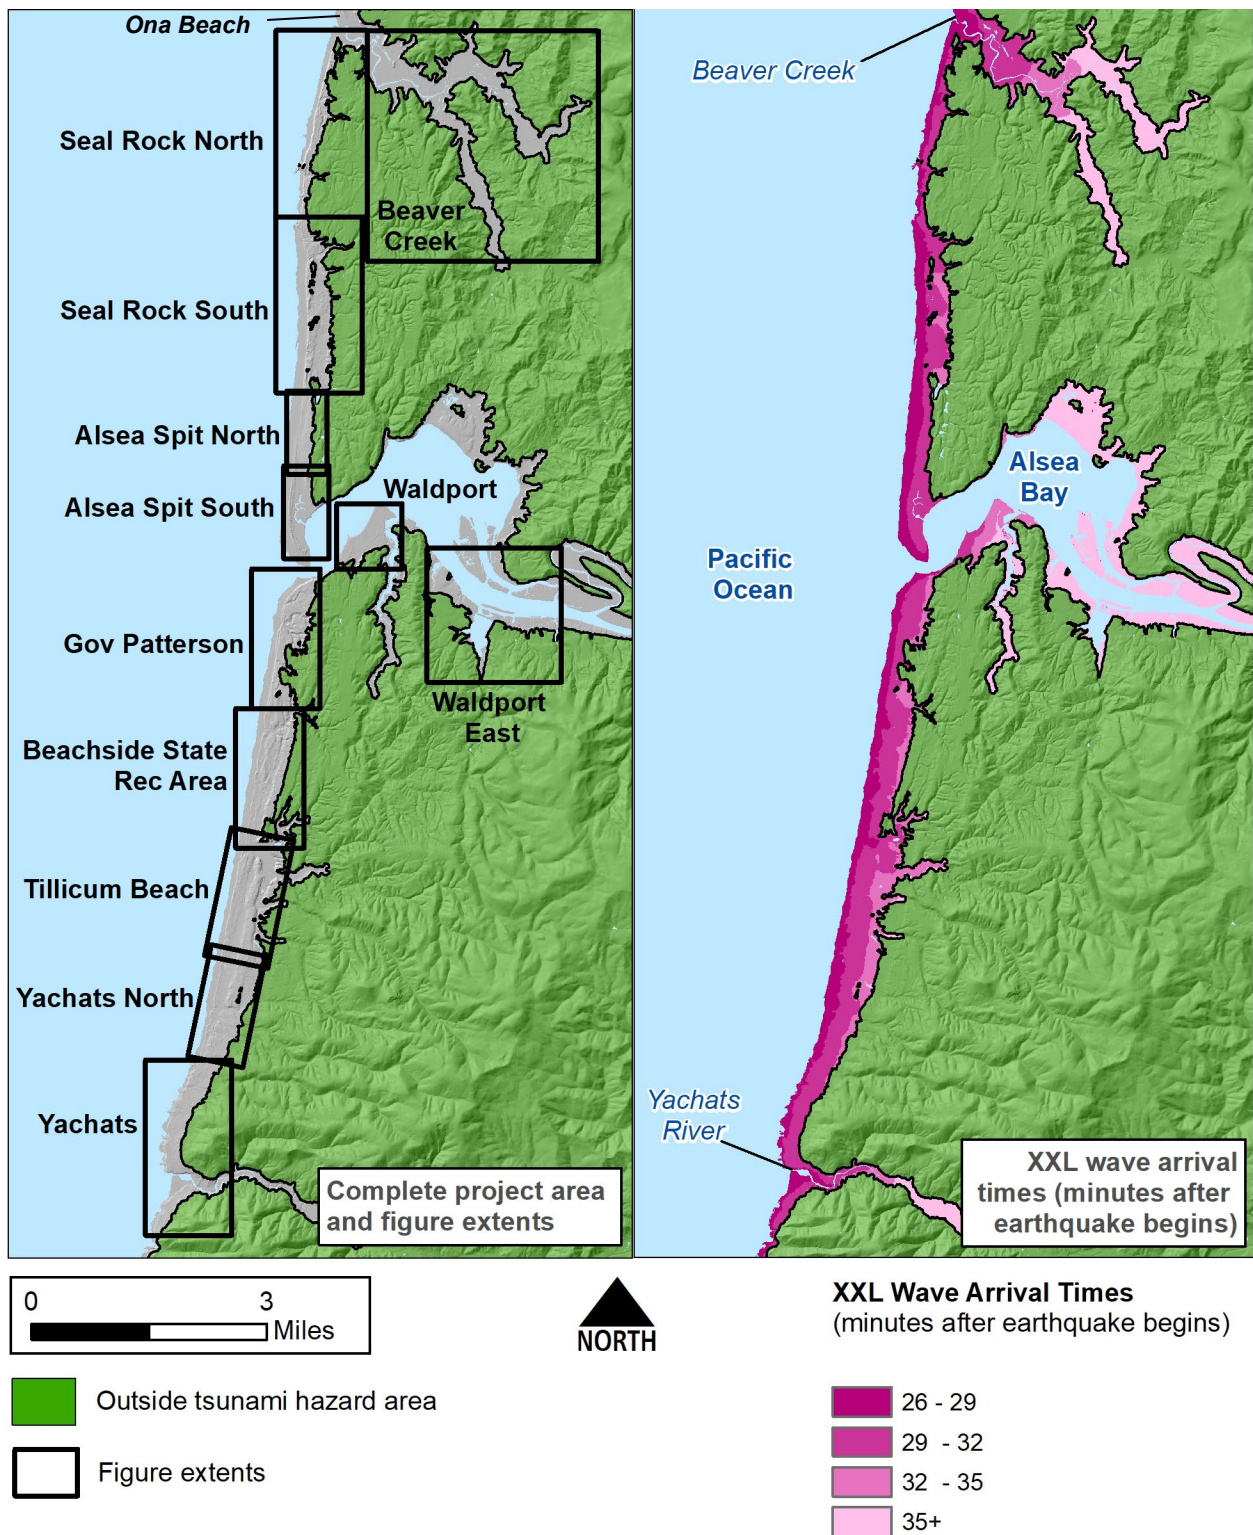 Ona Beach
Seal Rock North
Beaver
Creek
Seal Rock South
Alsea Spit North
Waldport
Alsea Spit South
Gov Patterson
Waldport
East
Beachside State
Rec Area
Tillicum Beach
Yachats North
Yachats
Complete project area
and figure extents
Beaver Creek
Alsea
Bay
Pacific
Ocean
Yachats
River
XXL wave arrival
times (minutes after
earthquake begins)
0 3
Miles
NORTH
Outside tsunami hazard area
Figure extents
XXL Wave Arrival Times
(minutes after earthquake begins)
26 - 29
29 - 32
32 - 35
35+